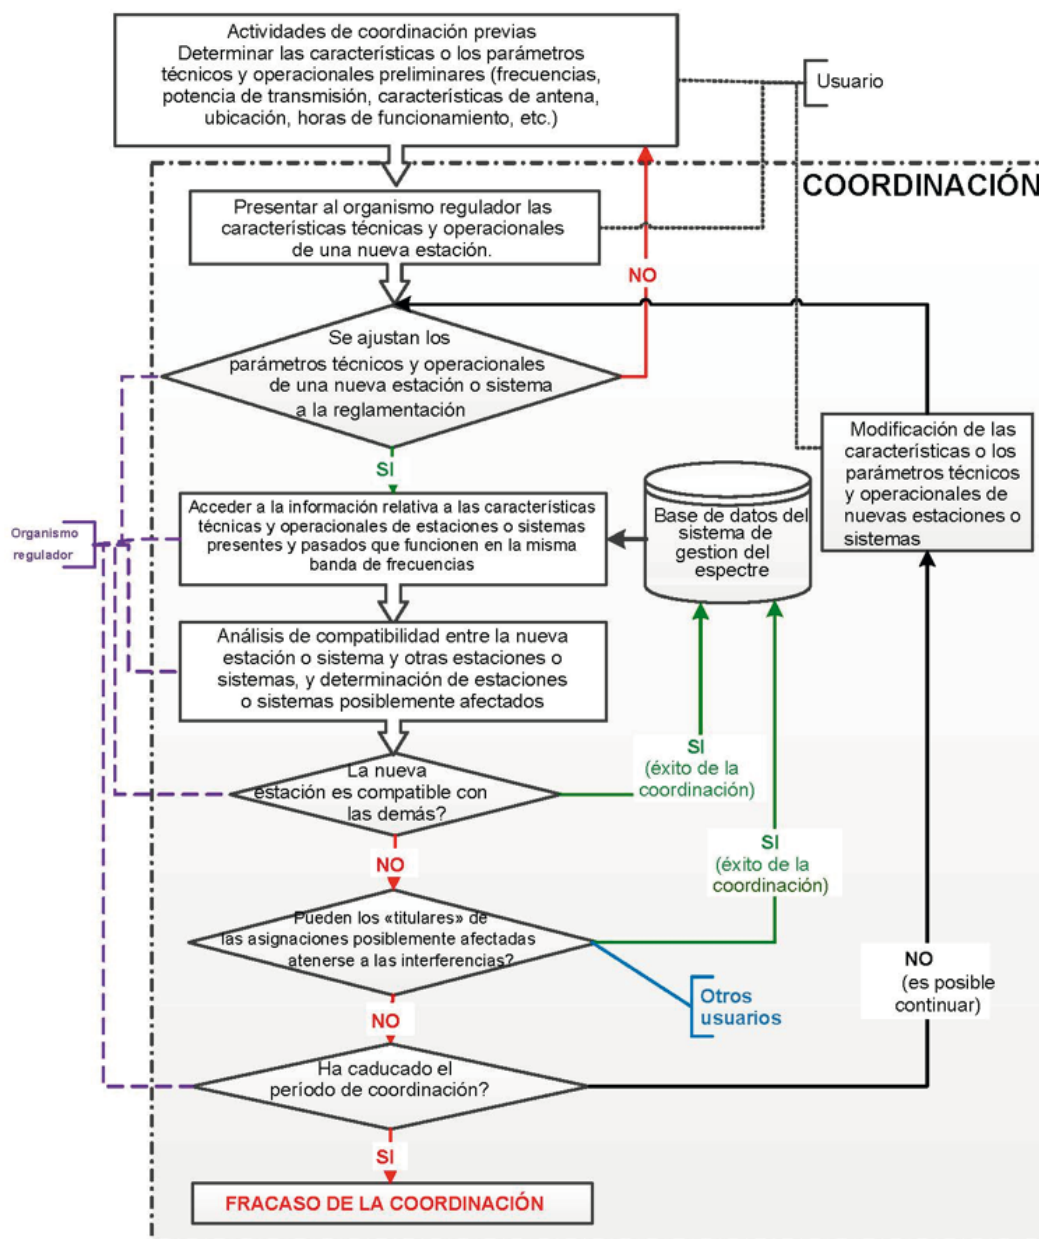 Actividades de coordinación previas
Determinar las características o los parámetros
técnicos y operacionales preliminares (frecuencias,
potencia de transmisión, características de antena,
ubicación, horas de funcionamiento, etc.)
Usuario
COORDINACIÓN
Presentar al organismo regulador las
características técnicas y operacionales
de una nueva estación.
NO
Se ajustan los
parámetros técnicos y operacionales
de una nueva estación o sistema
a la reglamentación
SI
Modificación de las
características o los
parámetros técnicos
y operacionales de
nuevas estaciones o
sistemas
Organismo
regulador
Acceder a la información relativa a las características
técnicas y operacionales de estaciones o sistemas
presentes y pasados que funcionen en la misma
banda de frecuencias
Base de datos del
sistema de
gestion del
espectre
Análisis de compatibilidad entre la nueva
estación o sistema y otras estaciones o
sistemas, y determinación de estaciones
o sistemas posiblemente afectados
La nueva
estación es compatible con
las demás?
SI
(éxito de la
coordinación)
NO
SI
(éxito de la
coordinación)
Pueden los «titulares» de
las asignaciones posiblemente afectadas
atenerse a las interferencias?
Otros
usuarios
NO
(es posible
continuar)
NO
Ha caducado el
período de coordinación?
SI
FRACASO DE LA COORDINACIÓN